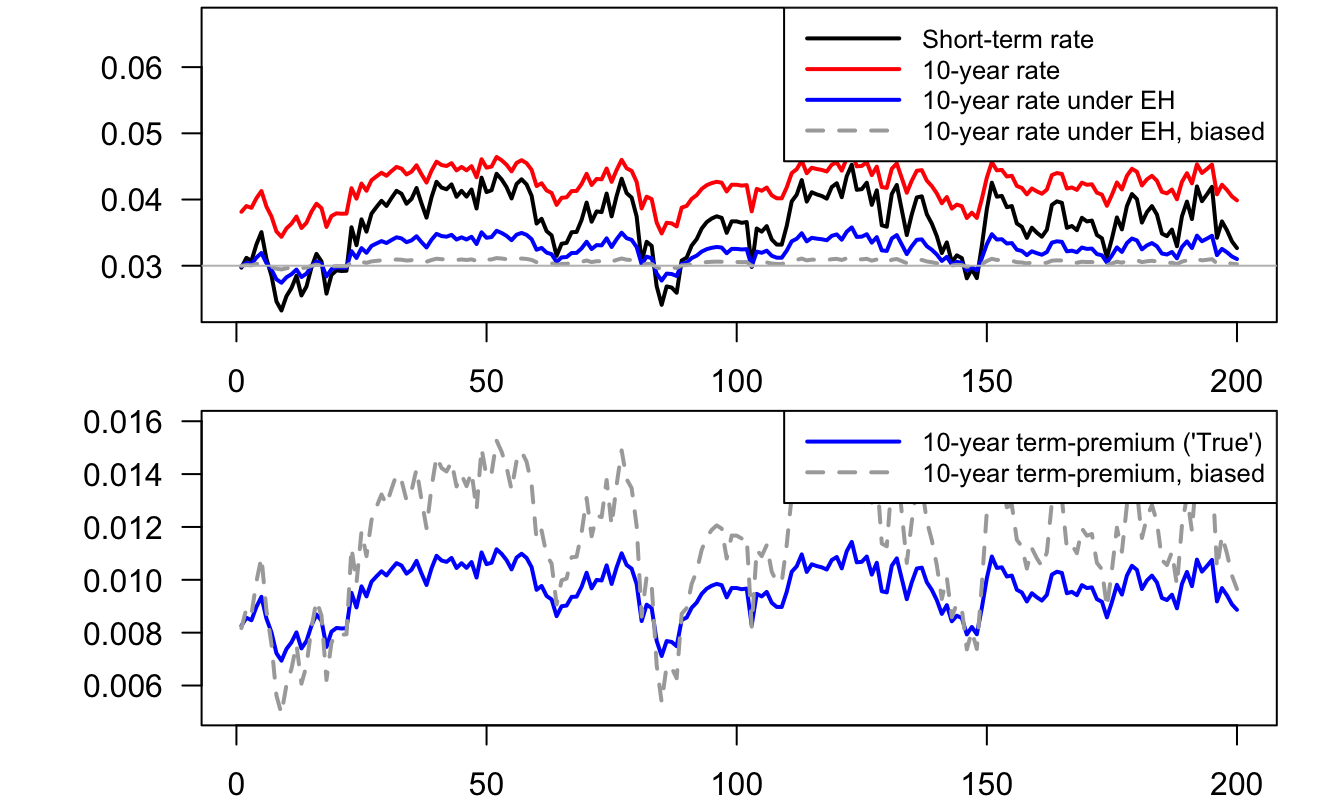 0.06
0.05
0.04
0.03
Short-term rate
10-year rate
10-year rate under EH
10-year rate under EH, biased
0 50 100 150 200
0.016
0.014
0.012
0.010
0.008
0.006
10-year term-premium ('True')
10-year term-premium, biased
0 50 100 150 200